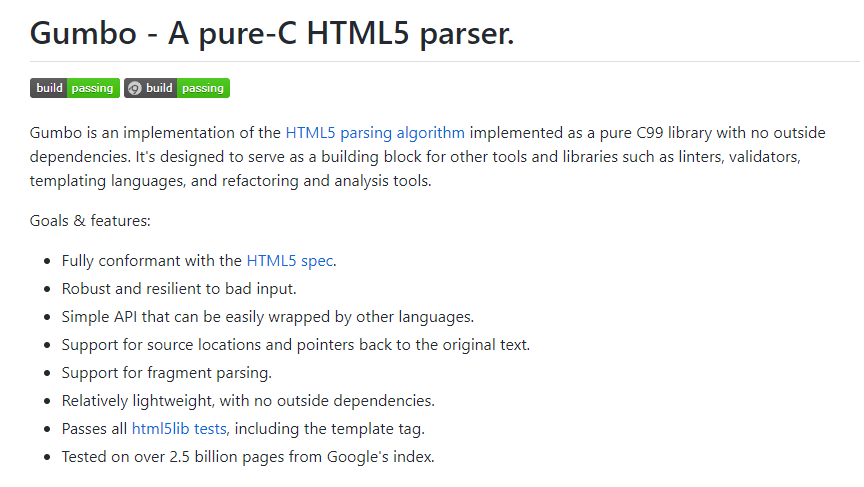 Gumbo - A pure-C HTML5 parser.
build passing build passing
Gumbo is an implementation of the HTML5 parsing algorithm implemented as a pure C99 library with no outside
dependencies. It's designed to serve as a building block for other tools and libraries such as linters, validators,
templating languages, and refactoring and analysis tools.
Goals & features:
• Fully conformant with the HTML5 spec.
• Robust and resilient to bad input.
• Simple API that can be easily wrapped by other languages.
• Support for source locations and pointers back to the original text.
• Support for fragment parsing.
• Relatively lightweight, with no outside dependencies.
• Passes all html5lib tests, including the template tag.
• Tested on over 2.5 billion pages from Google's index.